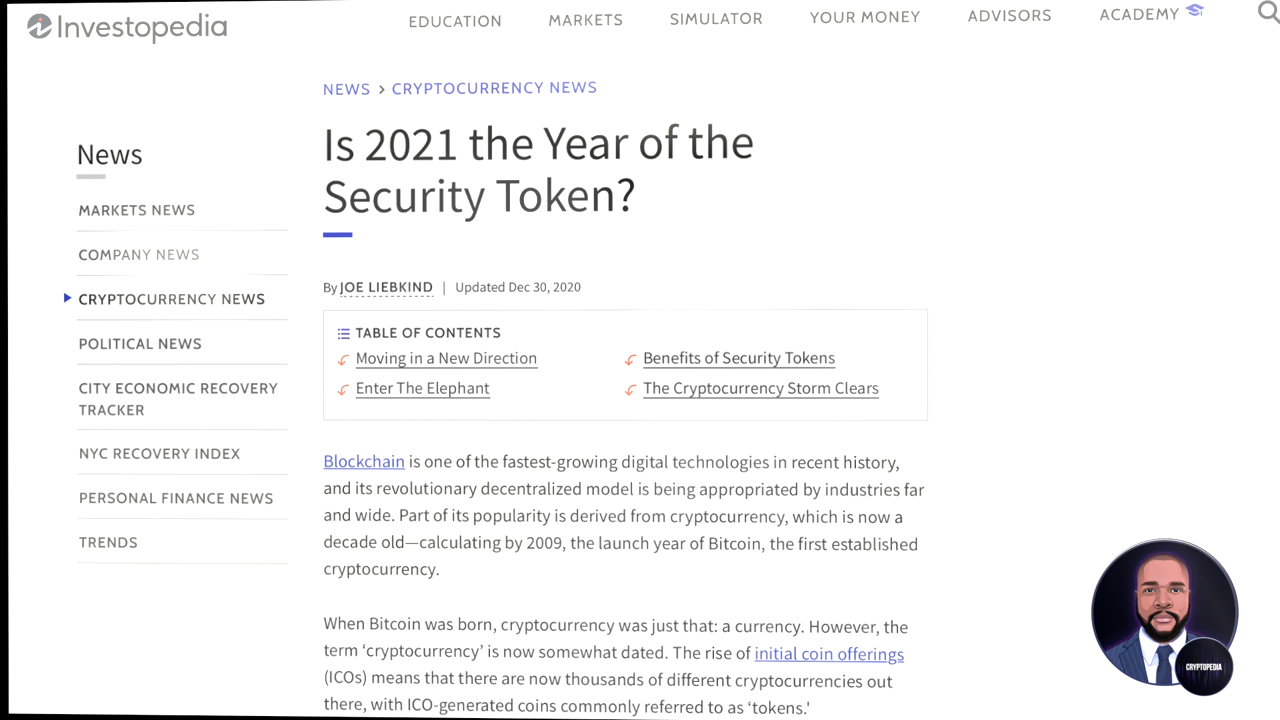 Investopedia
EDUCATION MARKETS SIMULATOR YOUR MONEY ADVISORS ACADEMY
NEWS > CRYPTOCURRENCY NEWS
Is 2021 the Year of the
Security Token?
News
MARKETS NEWS
COMPANY NEWS
CRYPTOCURRENCY NEWS
POLITICAL NEWS
CITY ECONOMIC RECOVERY
TRACKER
NYC RECOVERY INDEX
PERSONAL FINANCE NEWS
TRENDS
By JOE LIEBKIND | Updated Dec 30, 2020
TABLE OF CONTENTS
Moving in a New Direction
Enter The Elephant
Benefits of Security Tokens
The Cryptocurrency Storm Clears
Blockchain is one of the fastest-growing digital technologies in recent history,
and its revolutionary decentralized model is being appropriated by industries far
and wide. Part of its popularity is derived from cryptocurrency, which is now a
decade old—calculating by 2009, the launch year of Bitcoin, the first established
cryptocurrency.
When Bitcoin was born, cryptocurrency was just that: a currency. However, the
term ‘cryptocurrency’ is now somewhat dated. The rise of initial coin offerings
(ICOs) means that there are now thousands of different cryptocurrencies out
there, with ICO-generated coins commonly referred to as ‘tokens.'
CRYPTOPEDIA